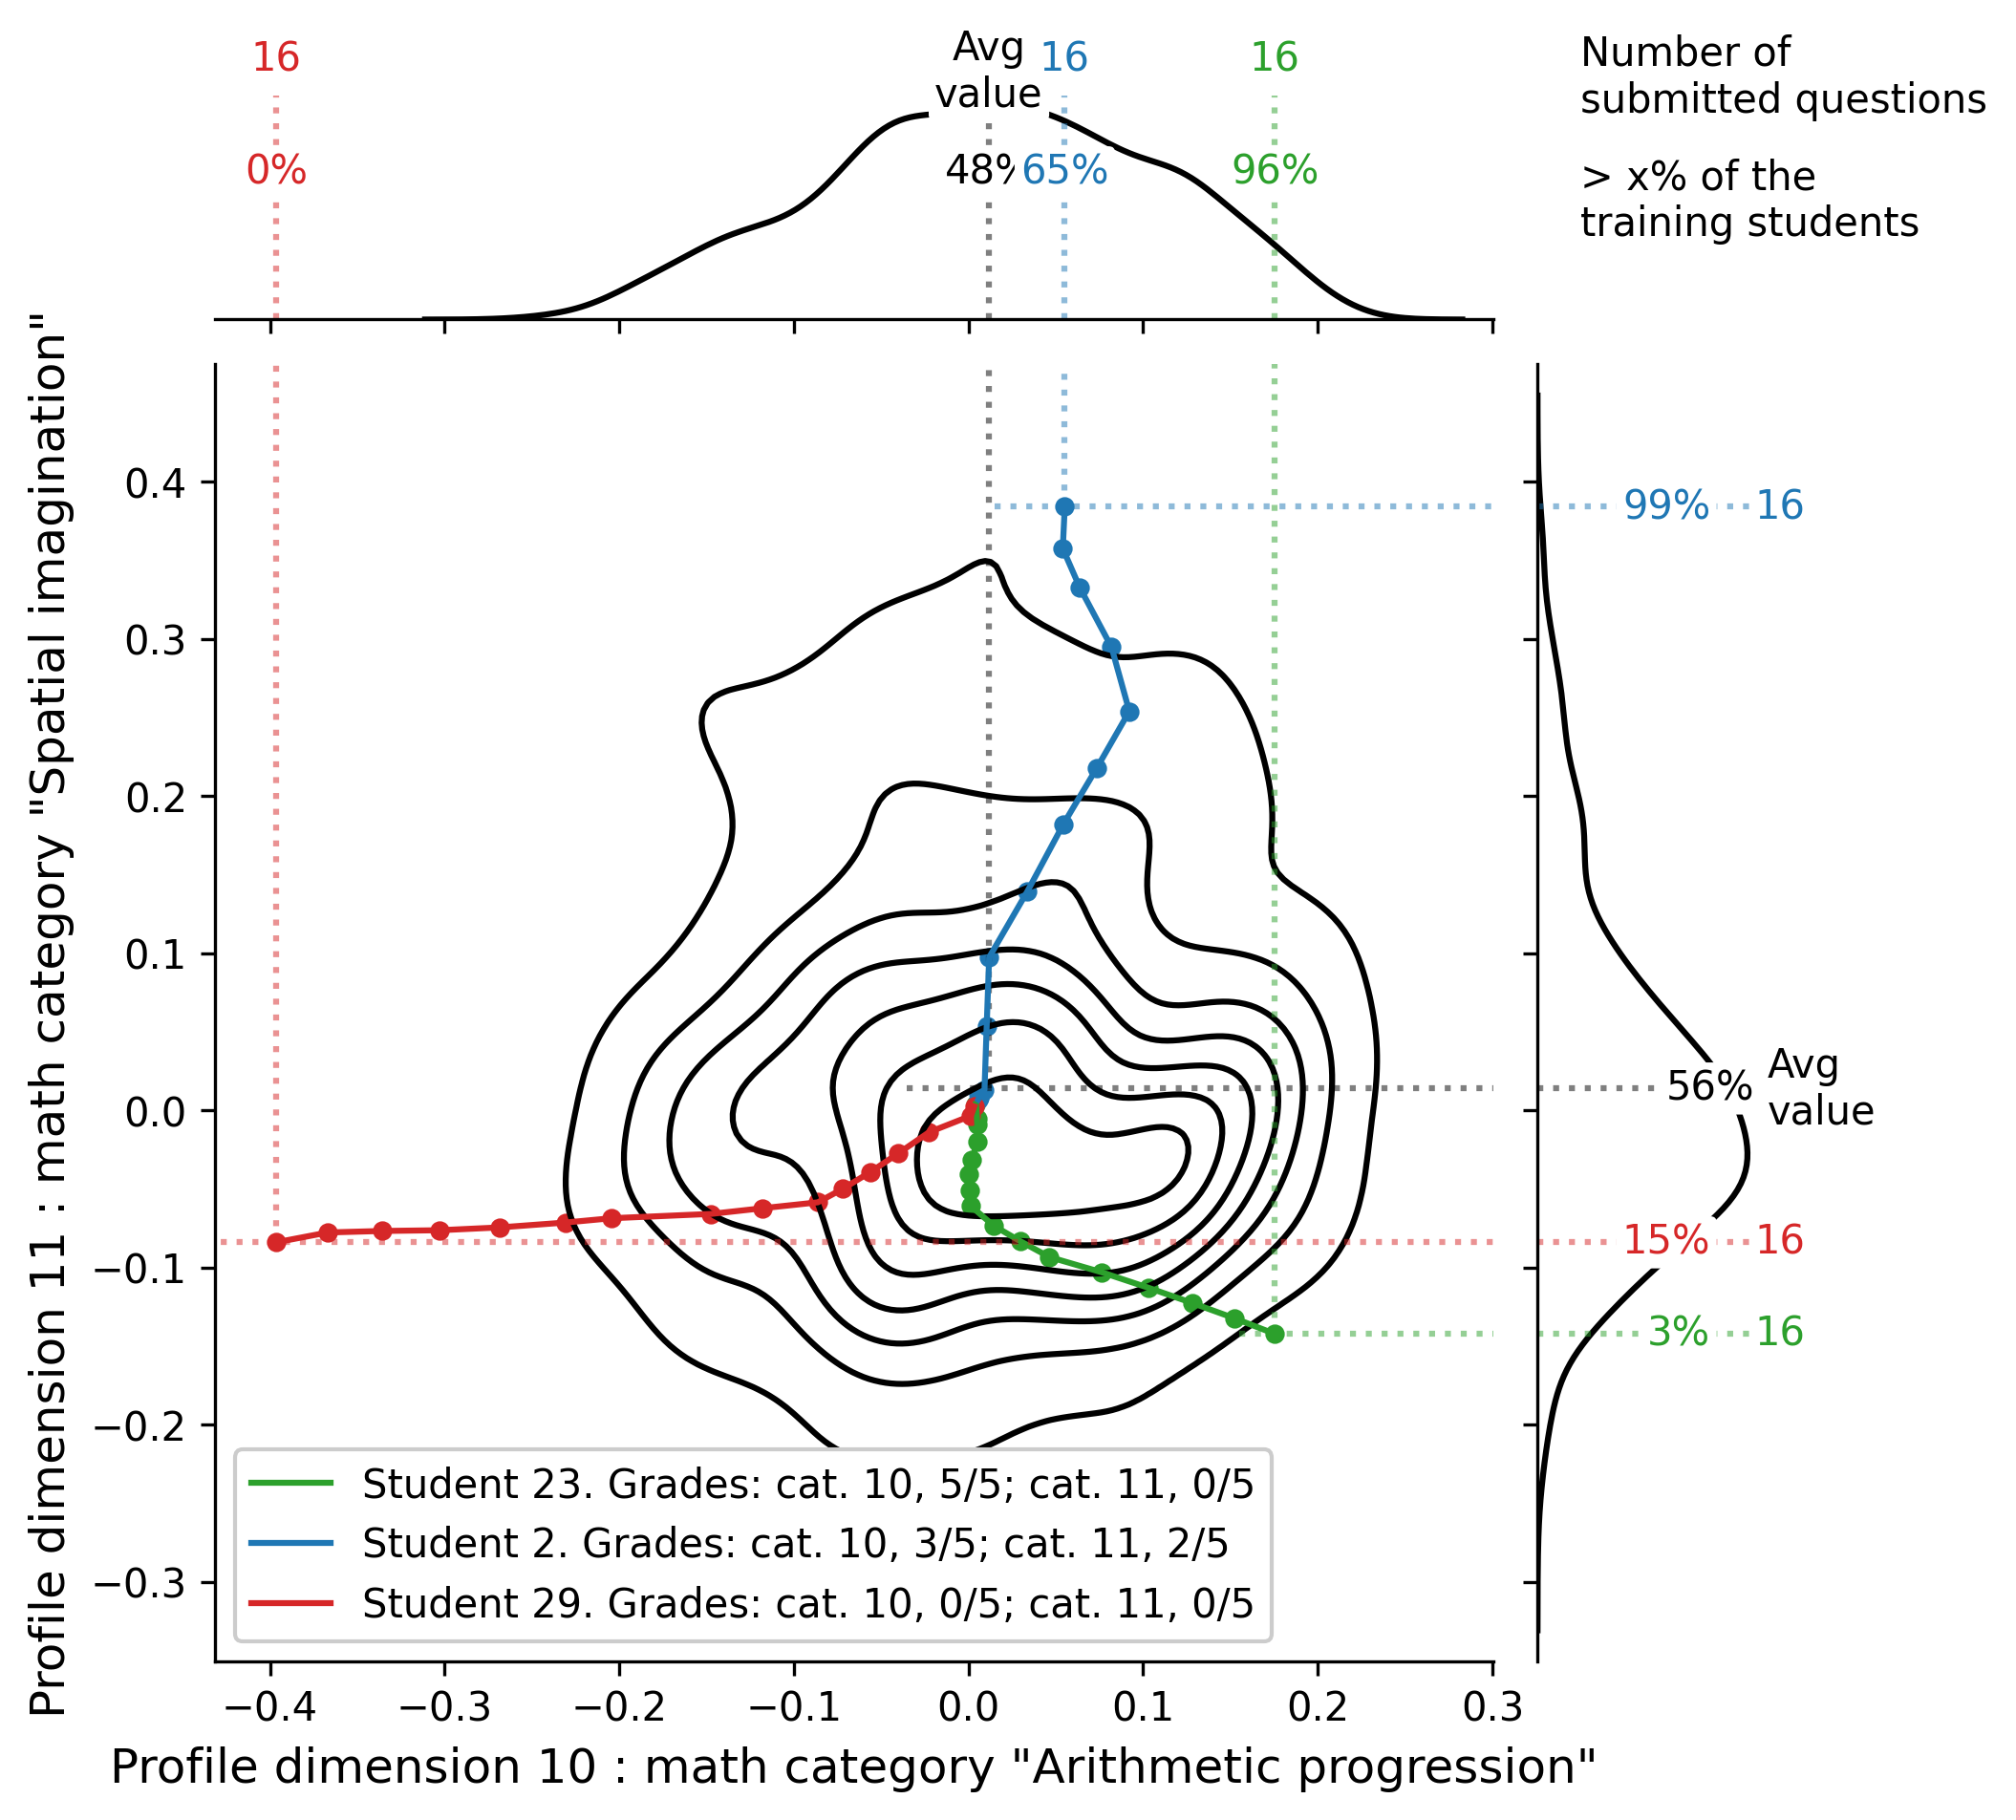 16
Avg
value
16
16
Number of
submitted questions
0%
48%
65%
96%
> x% of the
training students
Profile dimension 11 : math category "Spatial imagination"
0.4
0.3
0.2
0.1
0.0
−0.1
−0.2
−0.3
99% 16
56%
Avg
value
15% 16
3% 16
Student 23. Grades: cat. 10, 5/5; cat. 11, 0/5
Student 2. Grades: cat. 10, 3/5; cat. 11, 2/5
Student 29. Grades: cat. 10, 0/5; cat. 11, 0/5
−0.4 −0.3 −0.2 −0.1 0.0 0.1 0.2 0.3
Profile dimension 10 : math category "Arithmetic progression"